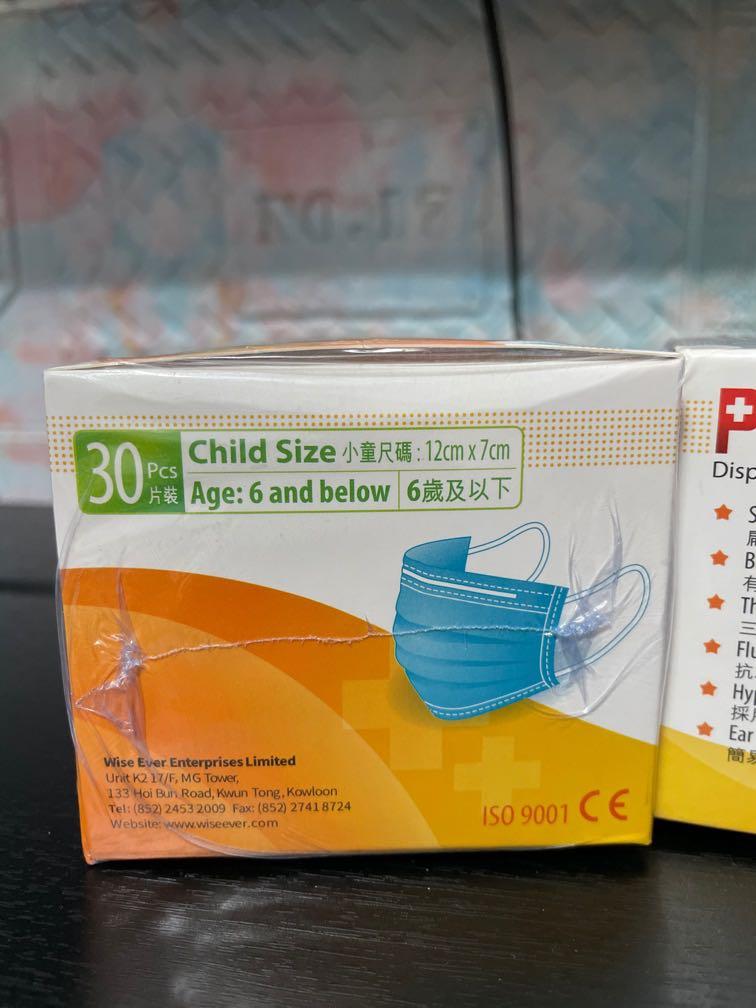 30 Pcs 片裝
Child Size 小童尺碼 : 12cm x 7cm
Age: 6 and below 6歲及以下
Wise Ever Enterprises Limited
Unit K2 17/F, MG Tower,
133 Hoi Bun Road, Kwun Tong, Kowloon
Tel: (852) 2453 2009 Fax: (852) 2741 8724
Website: www.wiseever.com
ISO 9001 CE